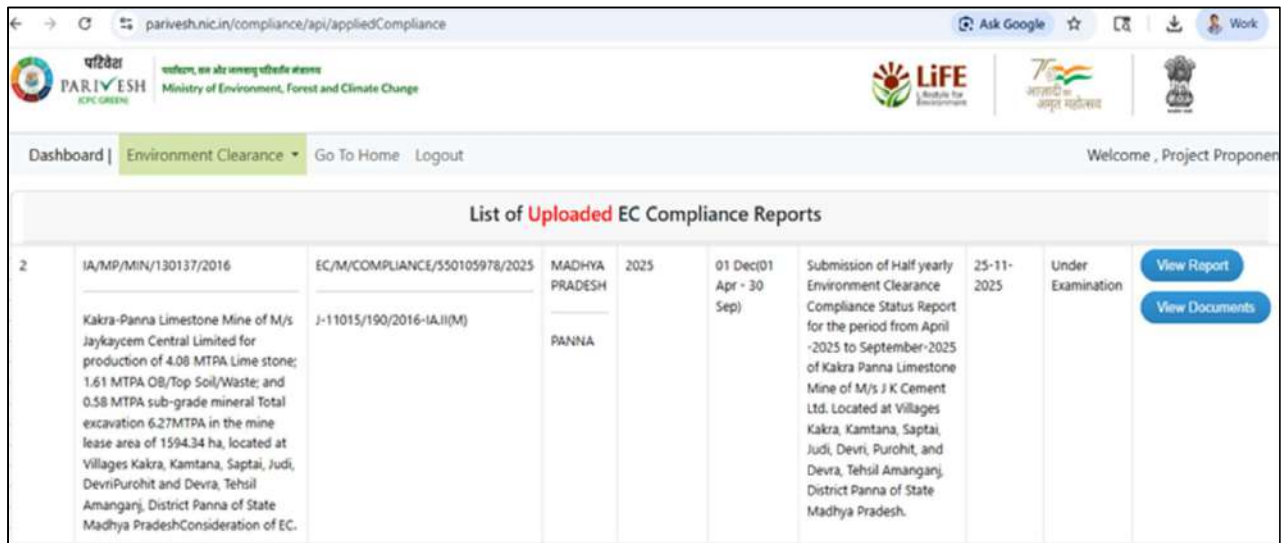 parivesh.nic.in/compliance/api/appliedCompliance
Ask Google
Work
परिवेश
PARIVESH
(CPC GREEN)
पर्यावरण, वन और जलवायु परिवर्तन मंत्रालय
Ministry of Environment, Forest and Climate Change
LiFE
Lifestyle for
Environment
आज़ादी का
अमृत महोत्सव
Dashboard | Environment Clearance Go To Home Logout
Welcome , Project Proponen
List of Uploaded EC Compliance Reports
2
IA/MP/MIN/130137/2016
Kakra-Panna Limestone Mine of M/s
Jaykaycem Central Limited for
production of 4.08 MTPA Lime stone;
1.61 MTPA OB/Top Soil/Waste; and
0.58 MTPA sub-grade mineral Total
excavation 6.27MTPA in the mine
lease area of 1594.34 ha, located at
Villages Kakra, Kamtana, Saptai, Judi,
DevriPurohit and Devra, Tehsil
Amanganj, District Panna of State
Madhya PradeshConsideration of EC.
EC/M/COMPLIANCE/550105978/2025
J-11015/190/2016-IA.II(M)
MADHYA
PRADESH
PANNA
2025
01 Dec(01
Apr - 30
Sep)
Submission of Half yearly
Environment Clearance
Compliance Status Report
for the period from April
-2025 to September-2025
of Kakra Panna Limestone
Mine of M/s J K Cement
Ltd. Located at Villages
Kakra, Kamtana, Saptai,
Judi, Devri, Purohit, and
Devra, Tehsil Amanganj,
District Panna of State
Madhya Pradesh.
25-11-
2025
Under
Examination
View Report
View Documents